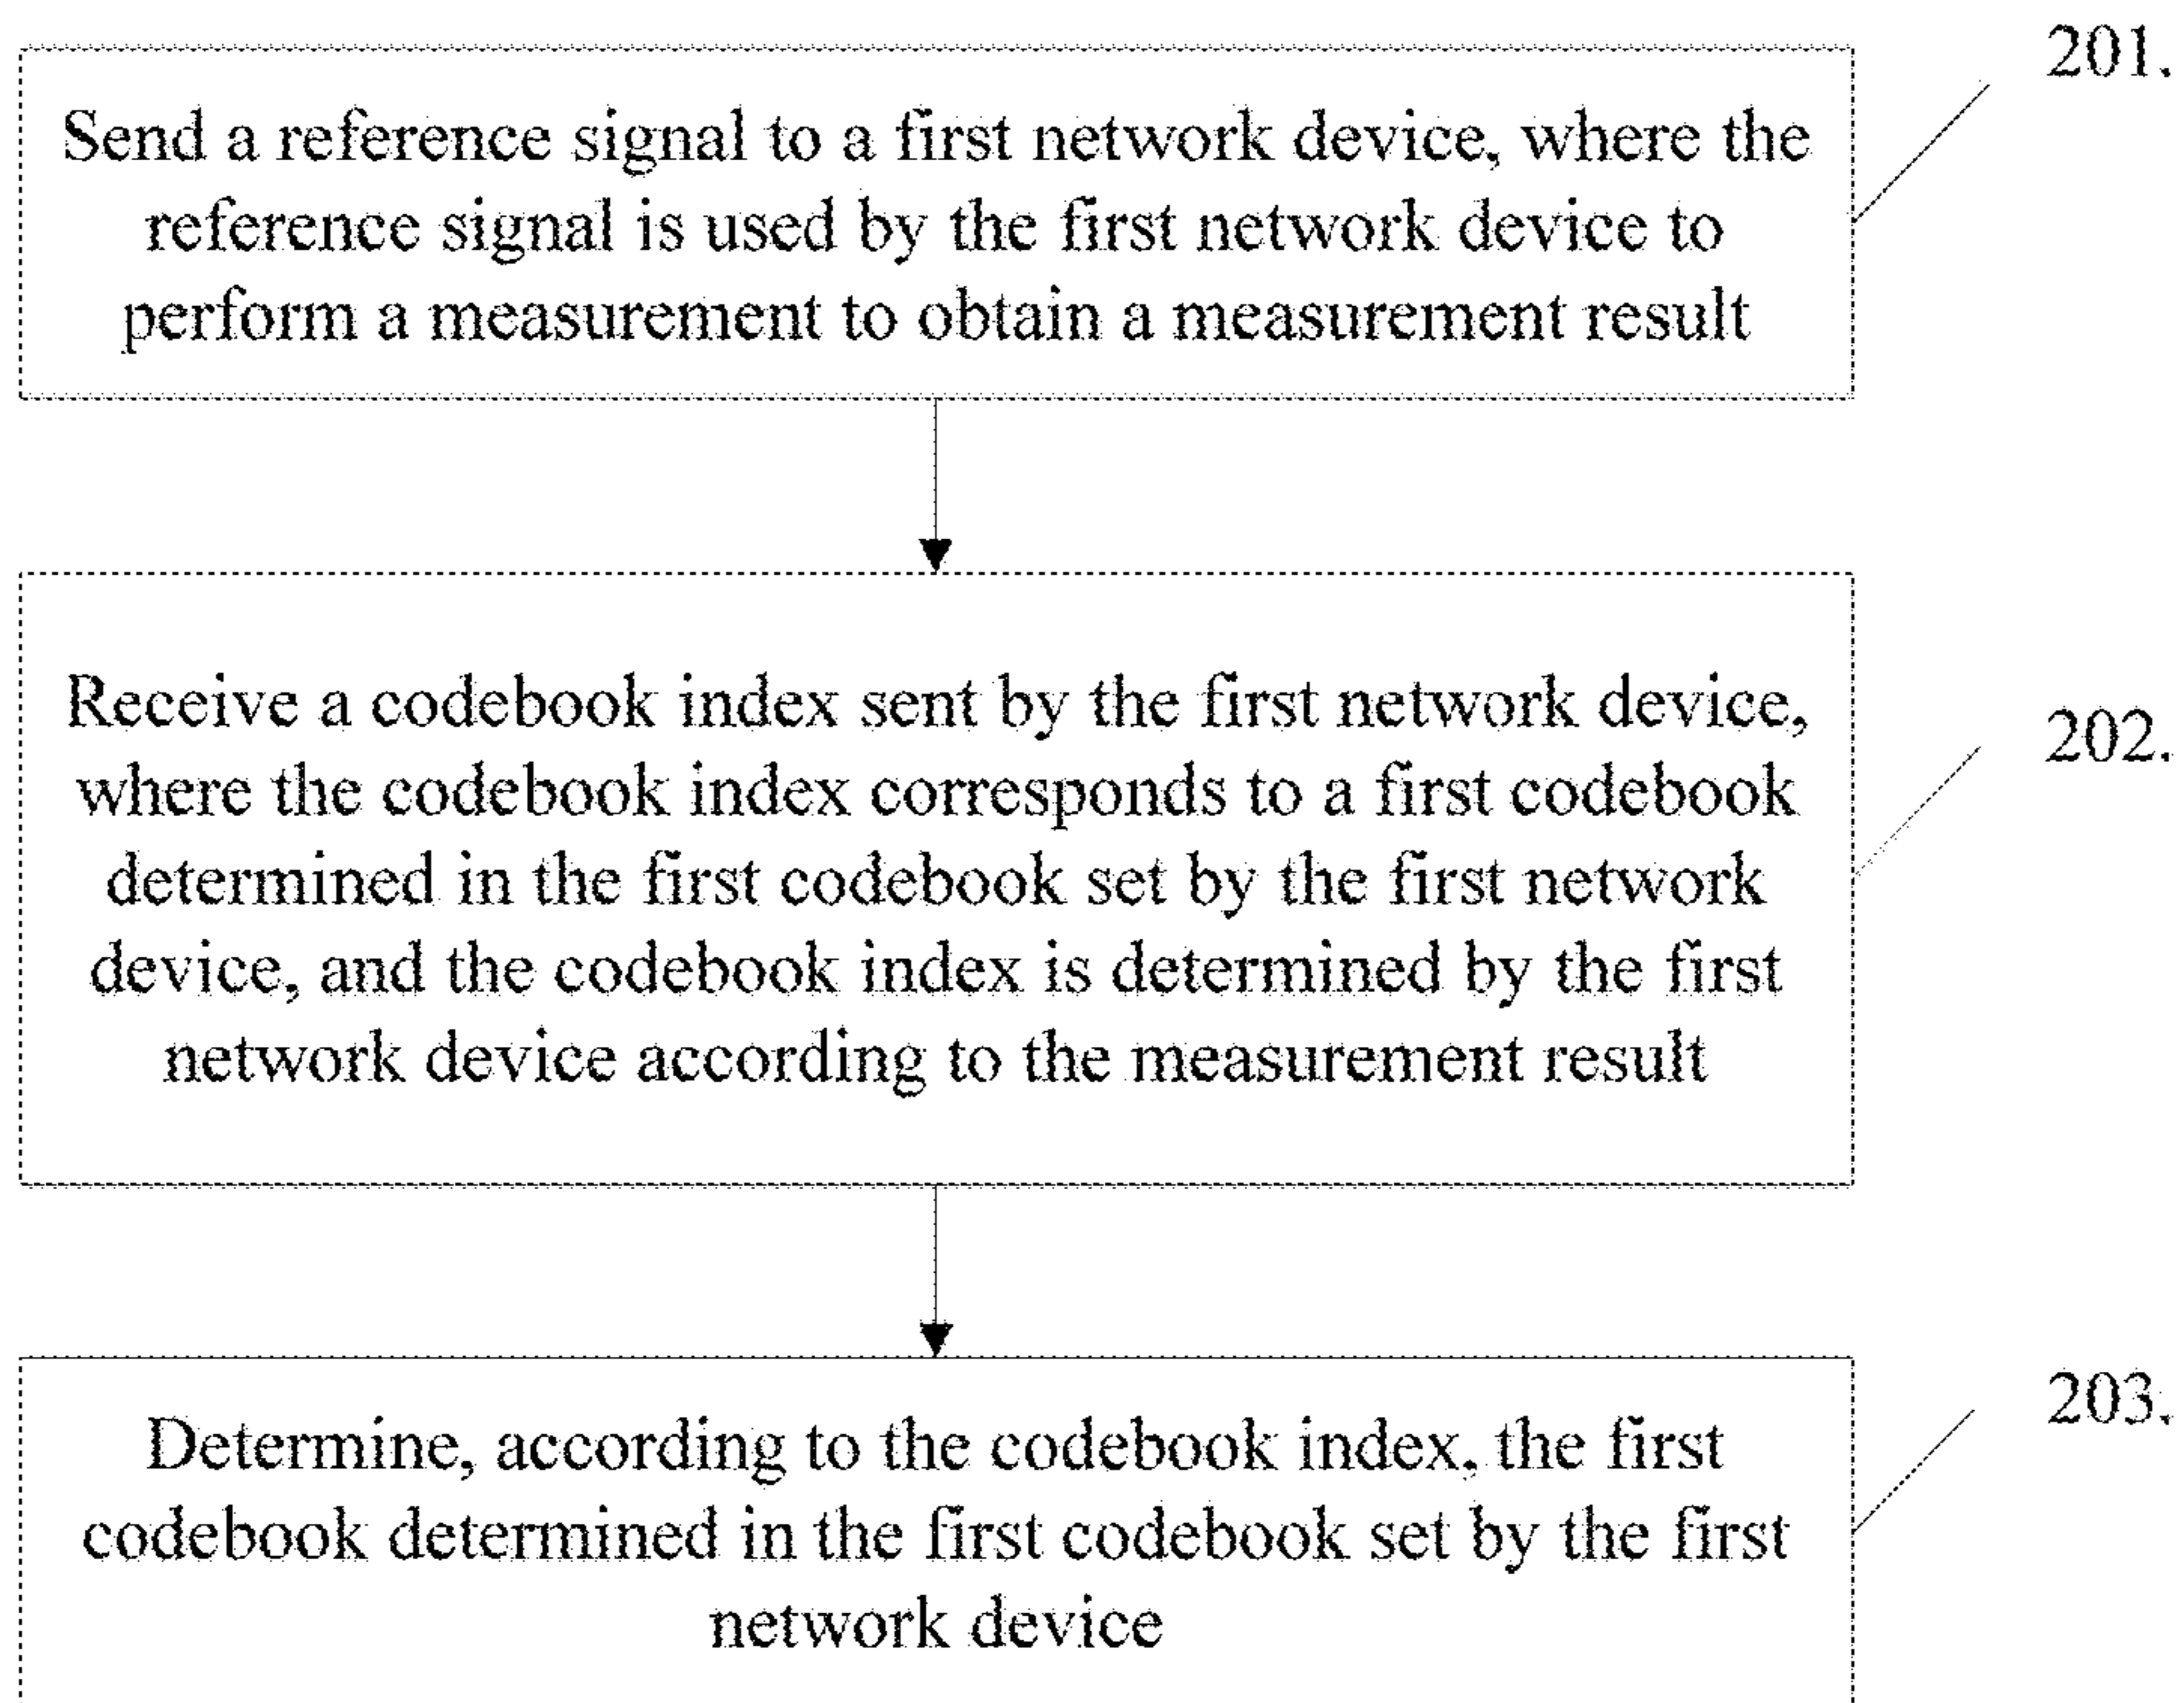 201.
Send a reference signal to a first network device, where the
reference signal is used by the first network device to
perform a measurement to obtain a measurement result
202.
Receive a codebook index sent by the first network device,
where the codebook index corresponds to a first codebook
determined in the first codebook set by the first network
device, and the codebook index is determined by the first
network device according to the measurement result
203.
Determine, according to the codebook index, the first
codebook determined in the first codebook set by the first
network device